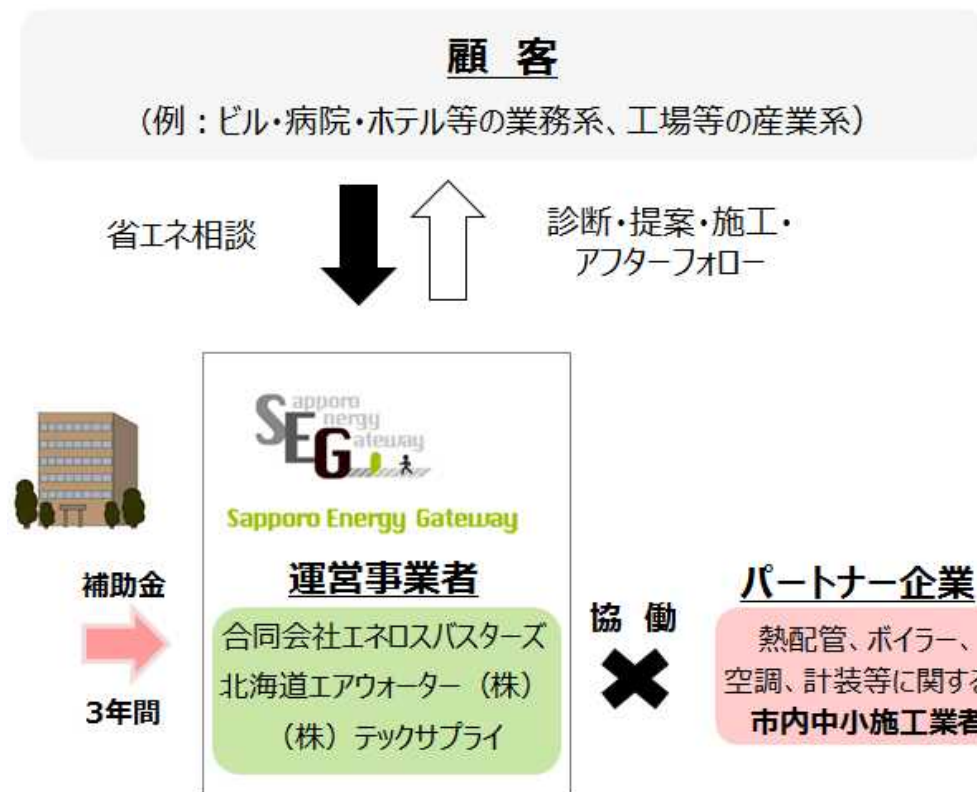 顧 客
（例：ビル・病院・ホテル等の業務系、工場等の産業系）
省エネ相談
診断・提案・施工・
アフターフォロー
Sapporo
Energy
Gateway
Sapporo Energy Gateway
運営事業者
合同会社エネロスバスターズ
北海道エアウォーター（株）
（株）テックサプライ
補助金
3年間
協 働
パートナー企業
熱配管、ボイラー、
空調、計装等に関する
市内中小施工業者